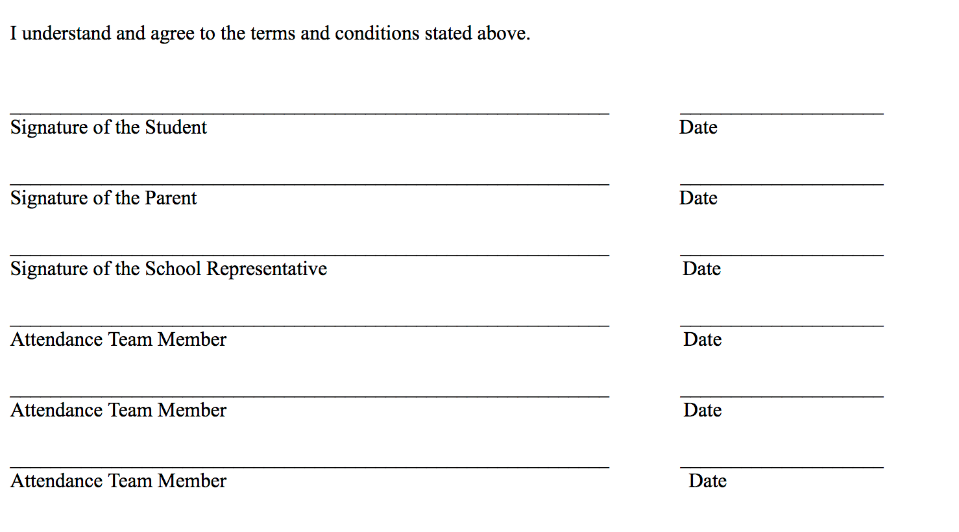 I understand and agree to the terms and conditions stated above.
Signature of the Student Date
Signature of the Parent Date
Signature of the School Representative Date
Attendance Team Member Date
Attendance Team Member Date
Attendance Team Member Date